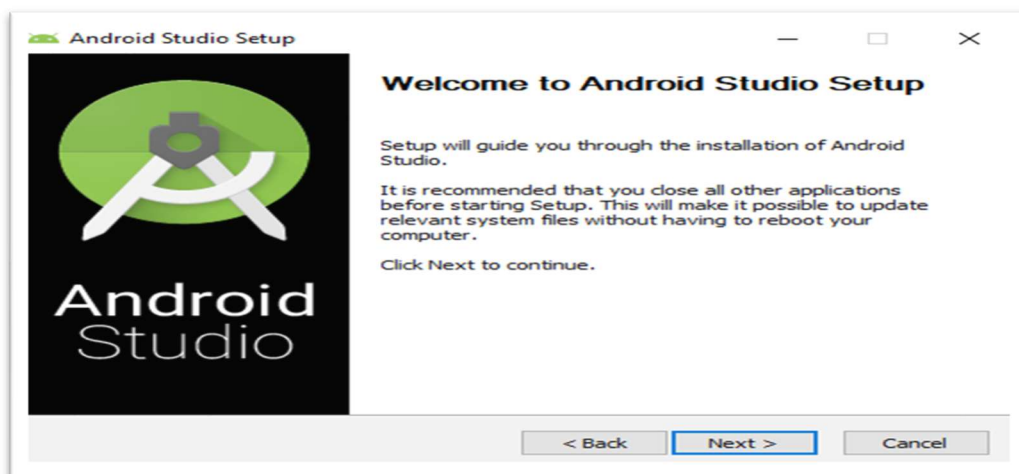 Android Studio Setup
Welcome to Android Studio Setup
Setup will guide you through the installation of Android
Studio.
It is recommended that you close all other applications
before starting Setup. This will make it possible to update
relevant system files without having to reboot your
computer.
Click Next to continue.
Android
Studio
< Back
Next >
Cancel